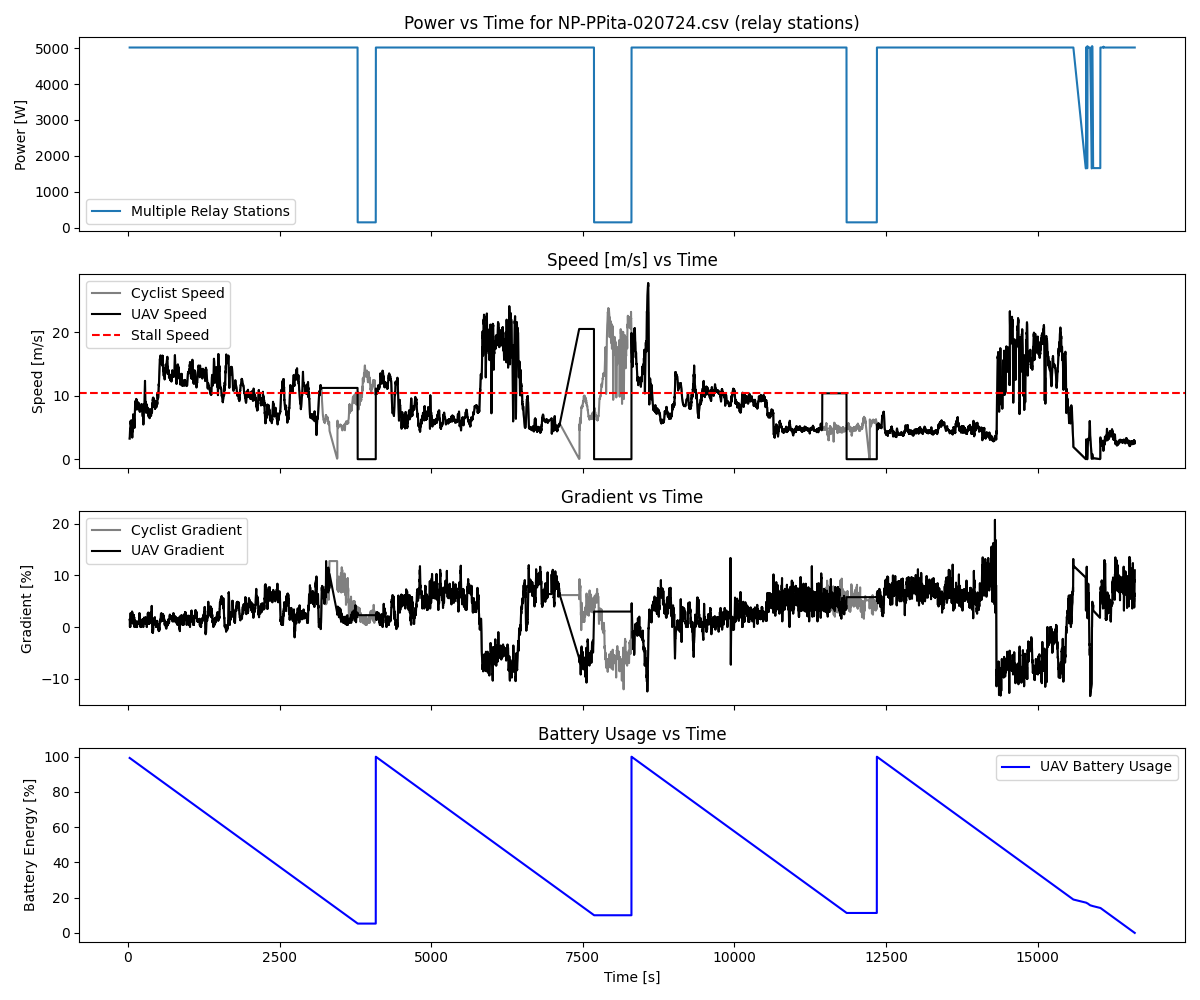 Power vs Time for NP-PPita-020724.csv (relay stations)
5000
4000
3000
2000
1000
0
Power [W]
Multiple Relay Stations
Speed [m/s] vs Time
20
10
0
Speed [m/s]
Cyclist Speed
UAV Speed
Stall Speed
Gradient vs Time
20
10
0
−10
Gradient [%]
Cyclist Gradient
UAV Gradient
Battery Usage vs Time
100
80
60
40
20
0
Battery Energy [%]
UAV Battery Usage
0 2500 5000 7500 10000 12500 15000
Time [s]